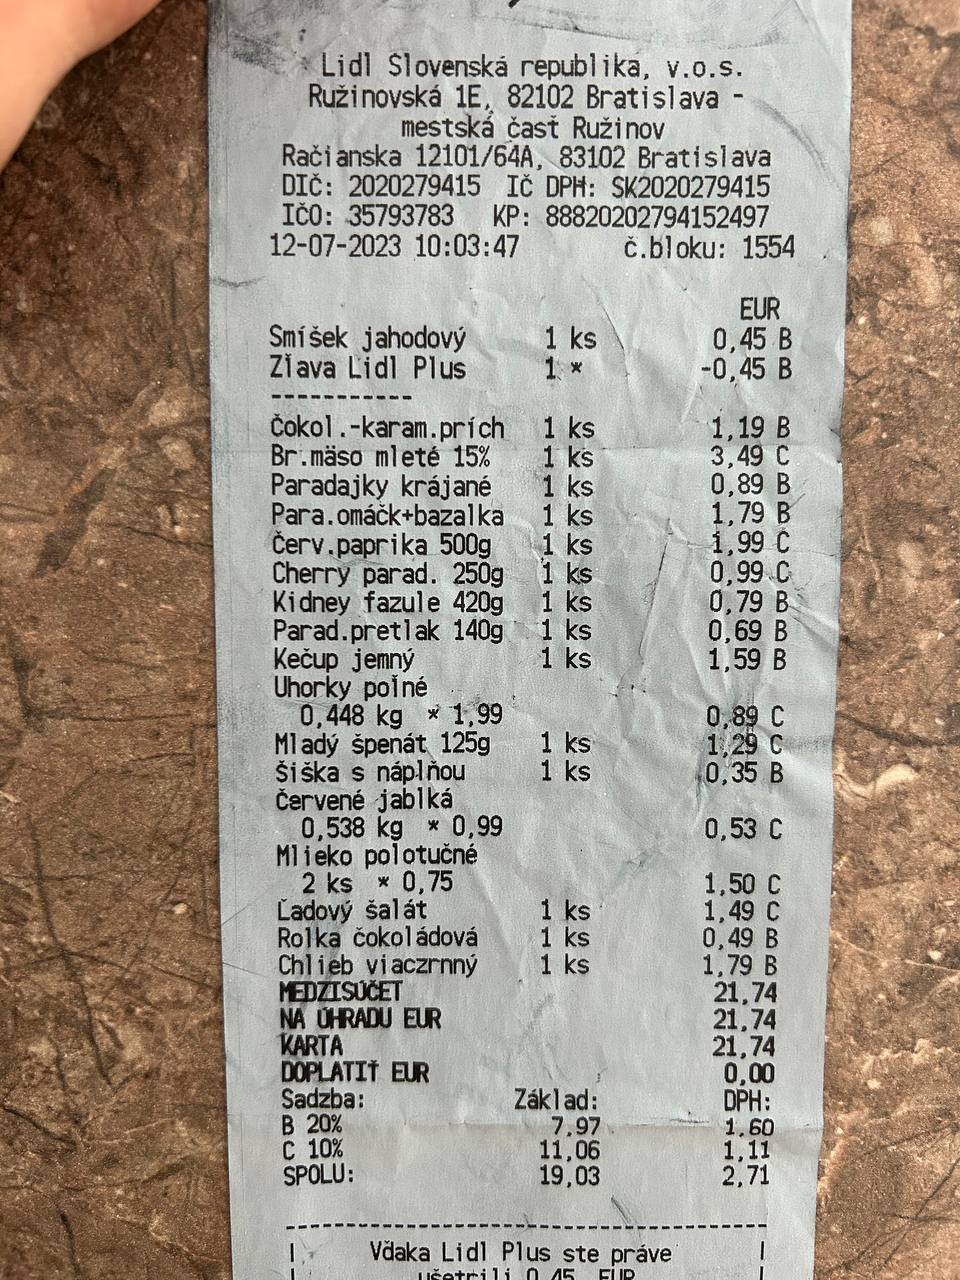 Lidl Slovenská republika, v.o.s.
Ružinovská 1E, 82102 Bratislava -
mestská časť Ružinov
Račianska 12101/64A, 83102 Bratislava
DIČ: 2020279415 IČ DPH: SK2020279415
IČO: 35793783 KP: 88820202794152497
12-07-2023 10:03:47 č.bloku: 1554
EUR
Smíšek jahodový 1 ks 0,45 B
Zľava Lidl Plus 1 * -0,45 B
-----------
Čokol.-karam.prích 1 ks 1,19 B
Br.mäso mleté 15% 1 ks 3,49 C
Paradajky krájané 1 ks 0,89 B
Para.omáčk+bazalka 1 ks 1,79 B
Červ.paprika 500g 1 ks 1,99 C
Cherry parad. 250g 1 ks 0,99 C
Kidney fazule 420g 1 ks 0,79 B
Parad.pretlak 140g 1 ks 0,69 B
Kečup jemný 1 ks 1,59 B
Uhorky poľné
0,448 kg * 1,99 0,89 C
Mladý špenát 125g 1 ks 1,29 C
Šiška s náplňou 1 ks 0,35 B
Červené jablká
0,538 kg * 0,99 0,53 C
Mlieko polotučné
2 ks * 0,75 1,50 C
Ľadový šalát 1 ks 1,49 C
Rolka čokoládová 1 ks 0,49 B
Chlieb viaczrnný 1 ks 1,79 B
MEDZISÚČET 21,74
NA ÚHRADU EUR 21,74
KARTA 21,74
DOPLATIŤ EUR 0,00
Sadzba: Základ: DPH:
B 20% 7,97 1,60
C 10% 11,06 1,11
SPOLU: 19,03 2,71
Vďaka Lidl Plus ste práve
ušetrili 0,45 EUR